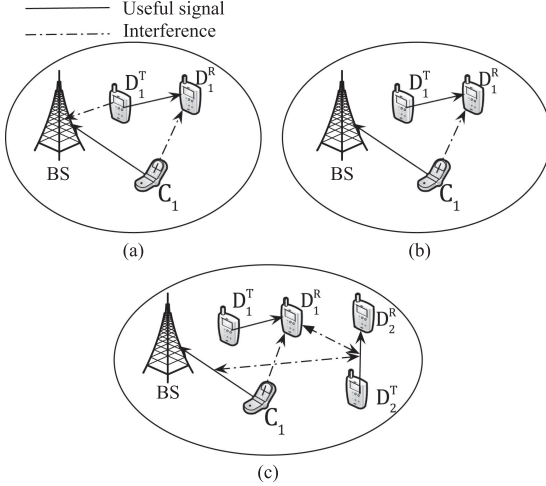 Useful signal
Interference
D₁ᵀ D₁ᴿ
BS
C₁
(a)
D₁ᵀ D₁ᴿ
BS
C₁
(b)
D₁ᵀ D₁ᴿ D₂ᴿ
BS
C₁
D₂ᵀ
(c)